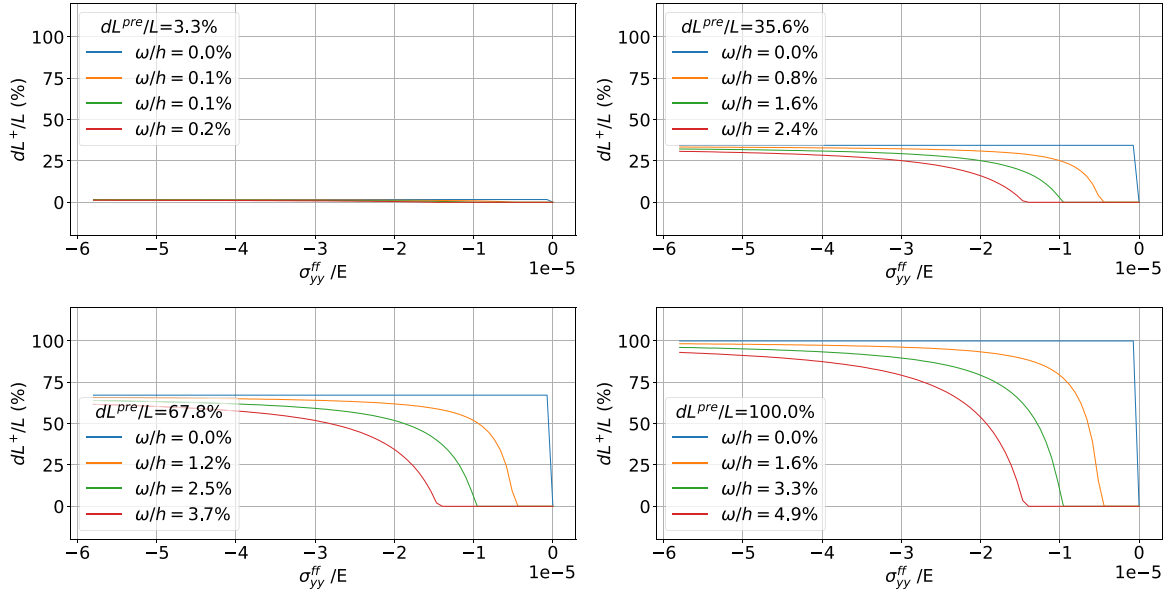 dL^pre/L=3.3%
ω/h = 0.0%
ω/h = 0.1%
ω/h = 0.1%
ω/h = 0.2%
dL^+/L (%)
100
75
50
25
0
−6 −5 −4 −3 −2 −1 0
1e-5
σ_yy^ff /E
dL^pre/L=35.6%
ω/h = 0.0%
ω/h = 0.8%
ω/h = 1.6%
ω/h = 2.4%
dL^+/L (%)
100
75
50
25
0
−6 −5 −4 −3 −2 −1 0
1e-5
σ_yy^ff /E
dL^pre/L=67.8%
ω/h = 0.0%
ω/h = 1.2%
ω/h = 2.5%
ω/h = 3.7%
dL^+/L (%)
100
75
50
25
0
−6 −5 −4 −3 −2 −1 0
1e-5
σ_yy^ff /E
dL^pre/L=100.0%
ω/h = 0.0%
ω/h = 1.6%
ω/h = 3.3%
ω/h = 4.9%
dL^+/L (%)
100
75
50
25
0
−6 −5 −4 −3 −2 −1 0
1e-5
σ_yy^ff /E